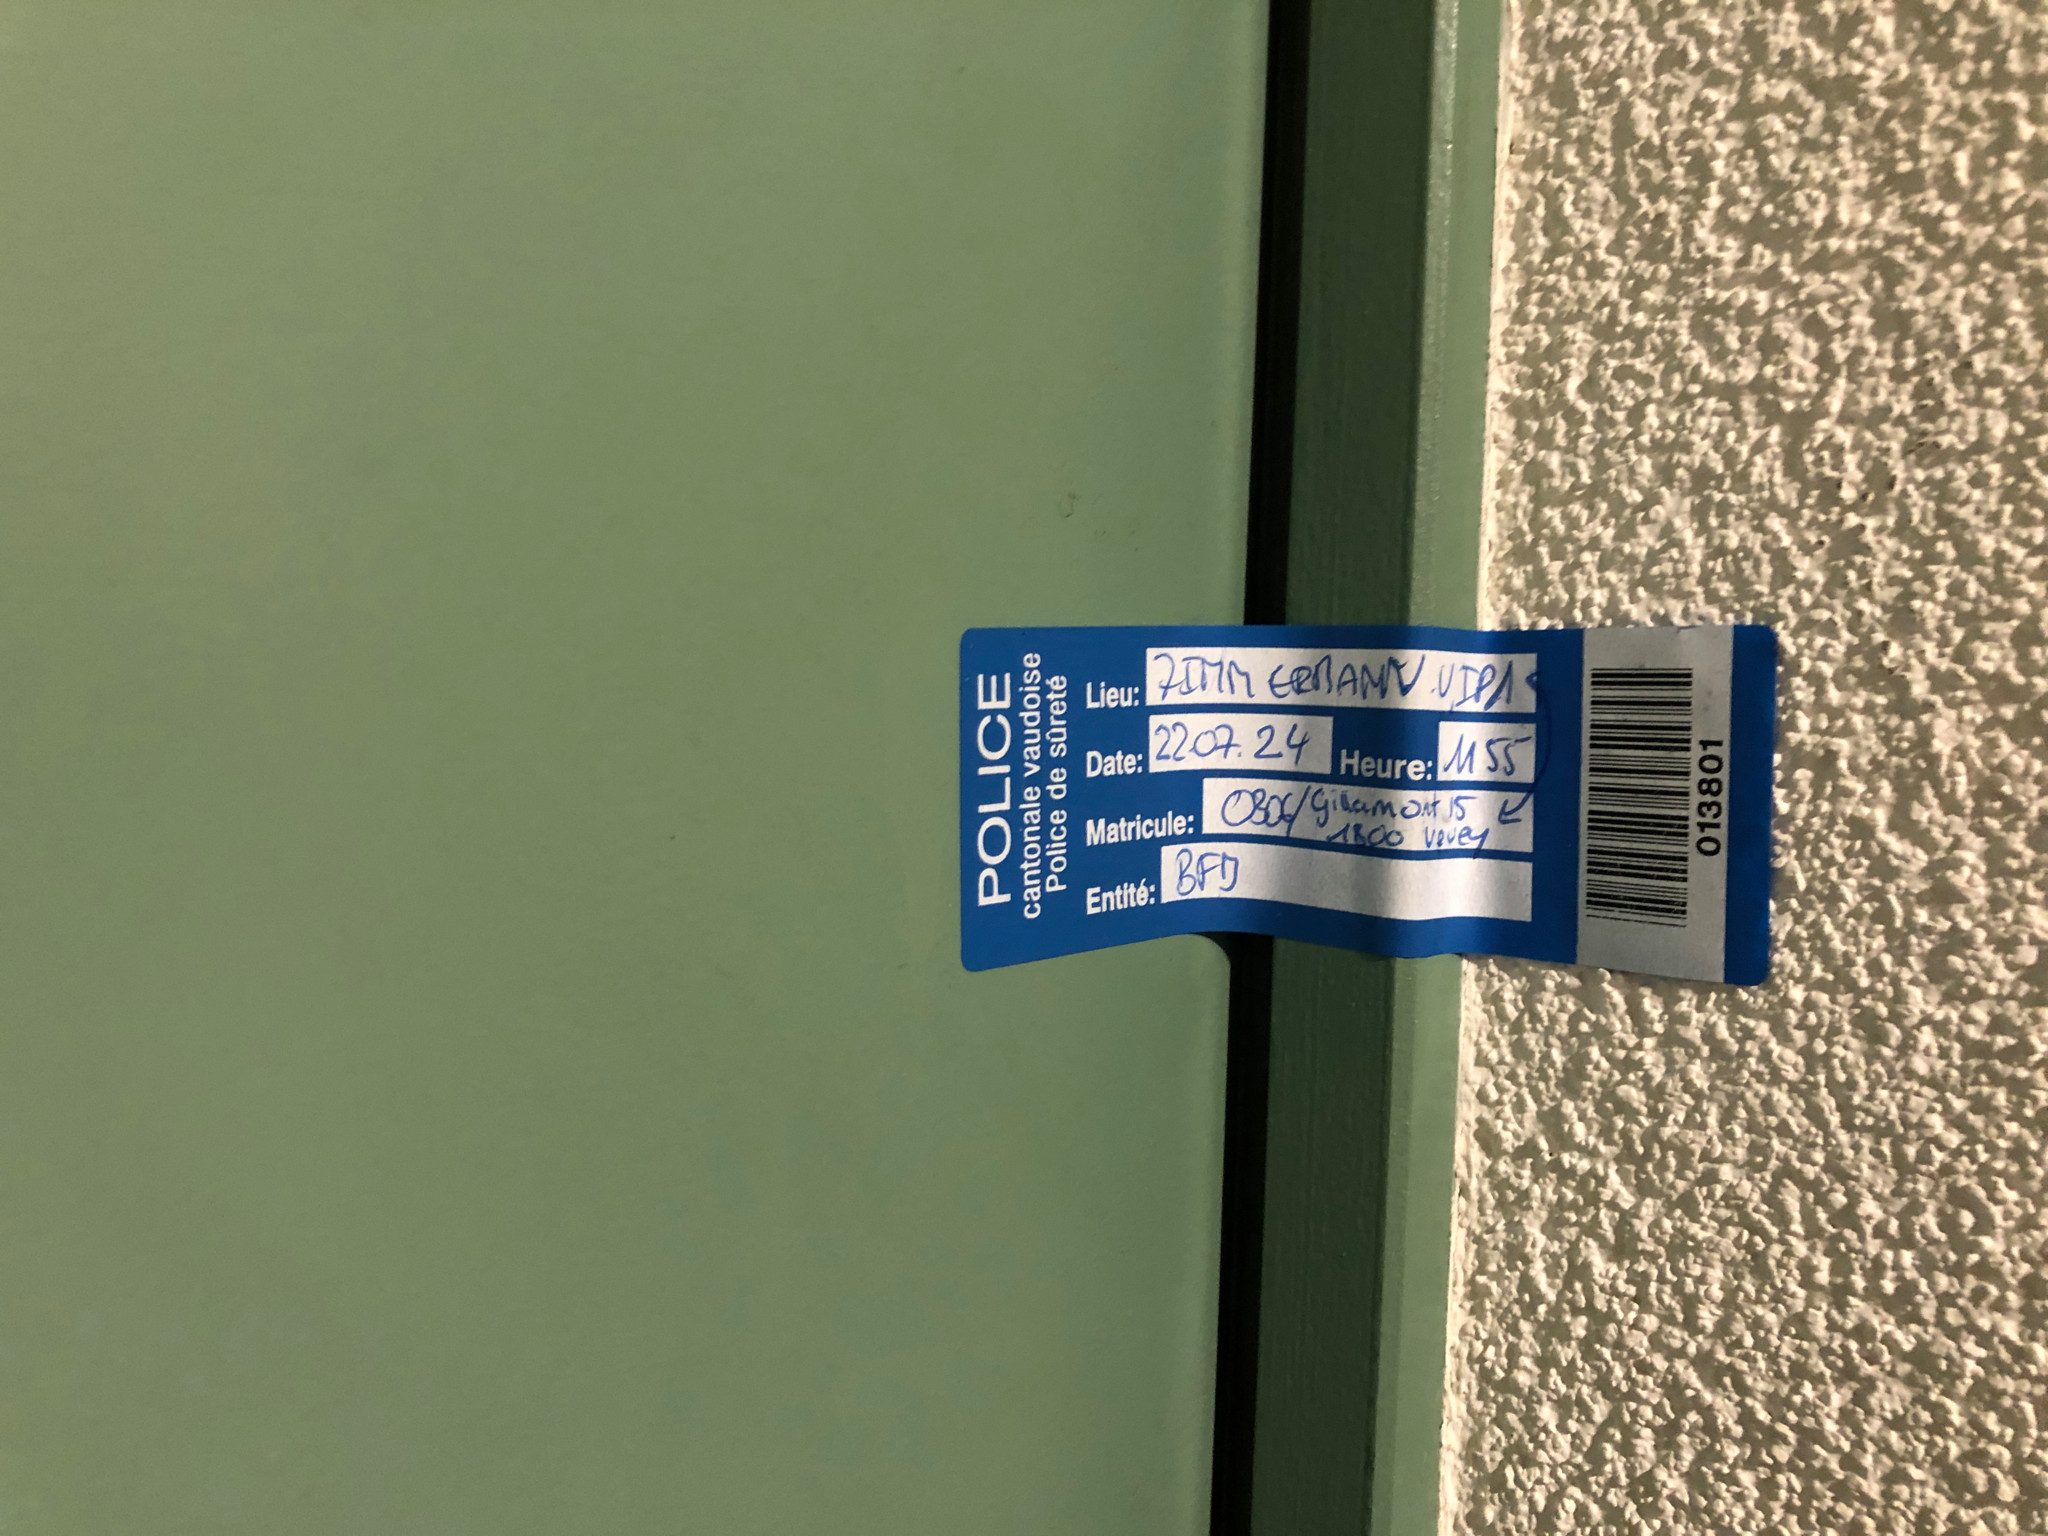 POLICE
cantonale vaudoise
Police de sûreté
Lieu: ZIMMERMANN
Date: 22.07.24 Heure: 1155
Matricule: Gilamont 15
1800 Vevey
Entité: BFD
013801